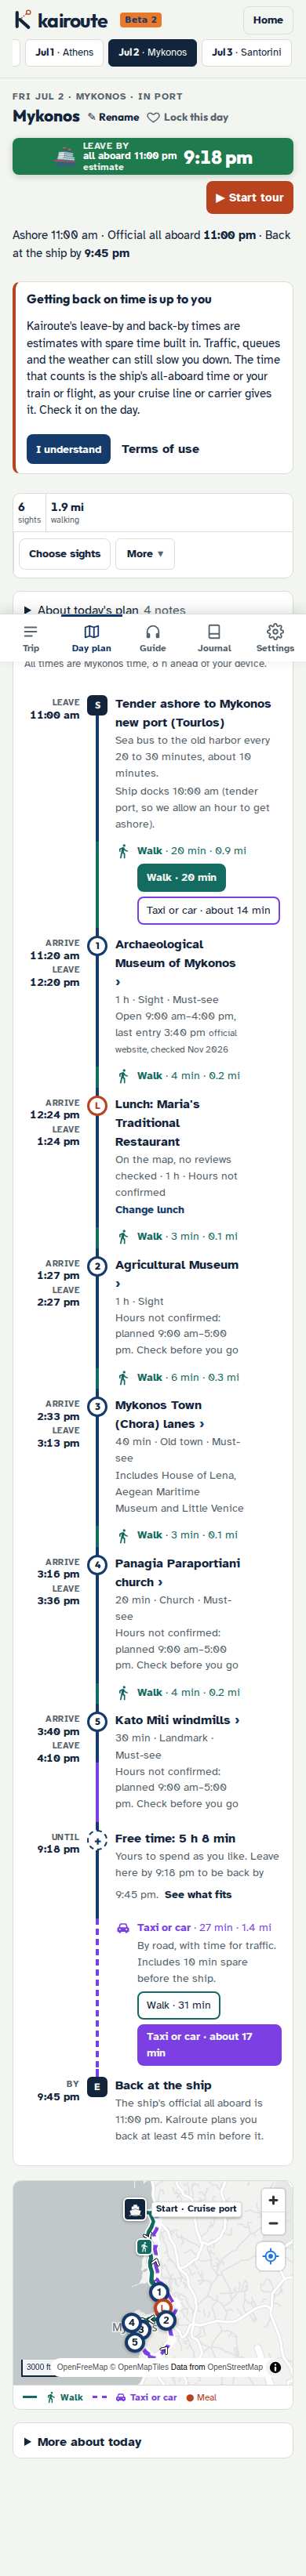 kairoute Beta 2 Home
Jul 1 · Athens Jul 2 · Mykonos Jul 3 · Santorini
FRI JUL 2 · MYKONOS · IN PORT
Mykonos ✎ Rename ♡ Lock this day
LEAVE BY
all aboard 11:00 pm
estimate
9:18 pm
▶ Start tour
Ashore 11:00 am · Official all aboard 11:00 pm · Back
at the ship by 9:45 pm
Getting back on time is up to you
Kairoute's leave-by and back-by times are
estimates with spare time built in. Traffic, queues
and the weather can still slow you down. The time
that counts is the ship's all-aboard time or your
train or flight, as your cruise line or carrier gives
it. Check it on the day.
I understand Terms of use
6 1.9 mi
sights walking
Choose sights More ▾
▶ About today's plan 4 notes
Trip Day plan Guide Journal Settings
All times are Mykonos time, 8 h ahead of your device.
LEAVE
11:00 am
S
Tender ashore to Mykonos
new port (Tourlos)
Sea bus to the old harbor every
20 to 30 minutes, about 10
minutes.
Ship docks 10:00 am (tender
port, so we allow an hour to get
ashore).
Walk · 20 min · 0.9 mi
Walk · 20 min
Taxi or car · about 14 min
ARRIVE
11:20 am
LEAVE
12:20 pm
1
Archaeological
Museum of Mykonos
›
1 h · Sight · Must-see
Open 9:00 am–4:00 pm,
last entry 3:40 pm official
website, checked Nov 2026
Walk · 4 min · 0.2 mi
ARRIVE
12:24 pm
LEAVE
1:24 pm
L
Lunch: Maria's
Traditional
Restaurant
On the map, no reviews
checked · 1 h · Hours not
confirmed
Change lunch
Walk · 3 min · 0.1 mi
ARRIVE
1:27 pm
LEAVE
2:27 pm
2
Agricultural Museum
›
1 h · Sight
Hours not confirmed:
planned 9:00 am–5:00
pm. Check before you go
Walk · 6 min · 0.3 mi
ARRIVE
2:33 pm
LEAVE
3:13 pm
3
Mykonos Town
(Chora) lanes ›
40 min · Old town · Must-
see
Includes House of Lena,
Aegean Maritime
Museum and Little Venice
Walk · 3 min · 0.1 mi
ARRIVE
3:16 pm
LEAVE
3:36 pm
4
Panagia Paraportiani
church ›
20 min · Church · Must-
see
Hours not confirmed:
planned 9:00 am–5:00
pm. Check before you go
Walk · 4 min · 0.2 mi
ARRIVE
3:40 pm
LEAVE
4:10 pm
5
Kato Mili windmills ›
30 min · Landmark ·
Must-see
Hours not confirmed:
planned 9:00 am–5:00
pm. Check before you go
UNTIL
9:18 pm
+
Free time: 5 h 8 min
Yours to spend as you like. Leave
here by 9:18 pm to be back by
9:45 pm. See what fits
Taxi or car · 27 min · 1.4 mi
By road, with time for traffic.
Includes 10 min spare
before the ship.
Walk · 31 min
Taxi or car · about 17
min
BY
9:45 pm
E
Back at the ship
The ship's official all aboard is
11:00 pm. Kairoute plans you
back at least 45 min before it.
Start · Cruise port
+
−
1
L
2
4
3
5
3000 ft OpenFreeMap © OpenMapTiles Data from OpenStreetMap
Walk Taxi or car Meal
▶ More about today